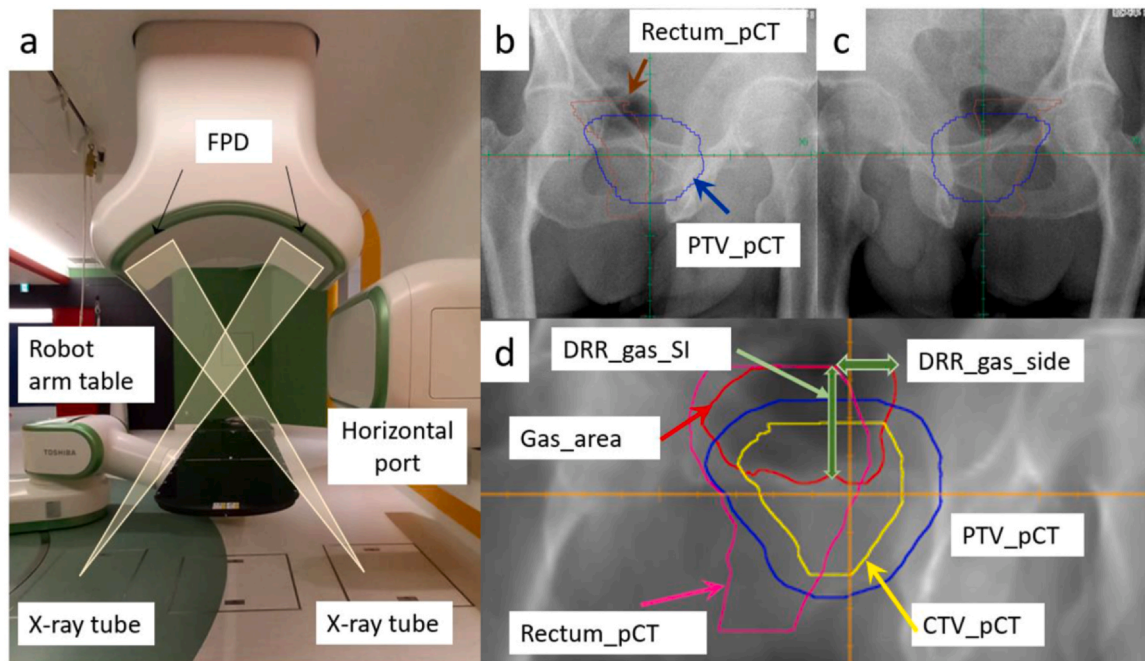 a
FPD
Robot
arm table
TOSHIBA
Horizontal
port
X-ray tube
X-ray tube
b
Rectum_pCT
c
PTV_pCT
d
DRR_gas_SI
DRR_gas_side
Gas_area
PTV_pCT
Rectum_pCT
CTV_pCT